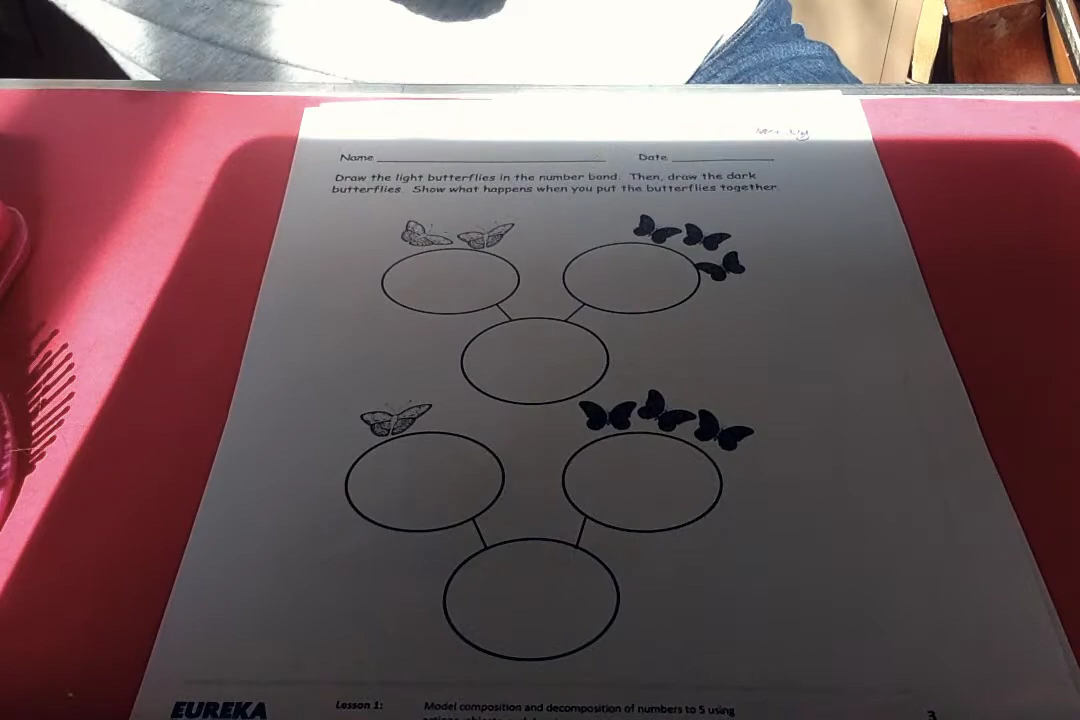 Name Date
Draw the light butterflies in the number bond. Then, draw the dark
butterflies. Show what happens when you put the butterflies together.
EUREKA
Lesson 1: Model composition and decomposition of numbers to 5 using
3